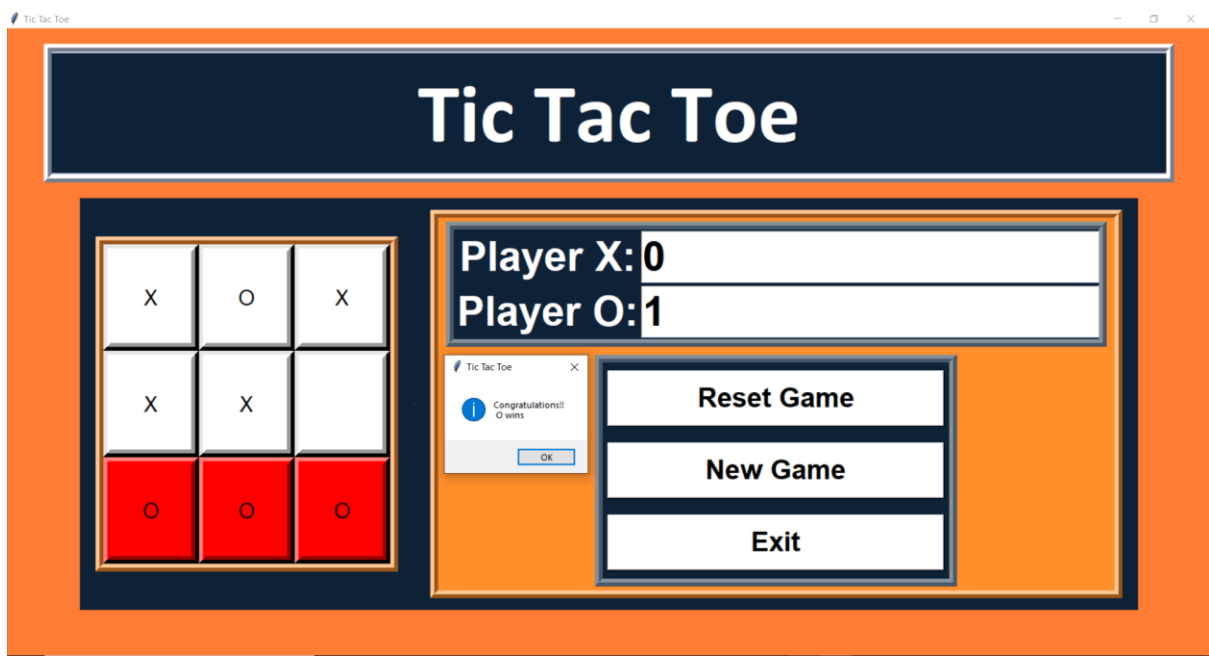 Tic Tac Toe
Tic Tac Toe
X O X
X X
O O O
Player X: 0
Player O: 1
Tic Tac Toe
Congratulations!!
O wins
OK
Reset Game
New Game
Exit